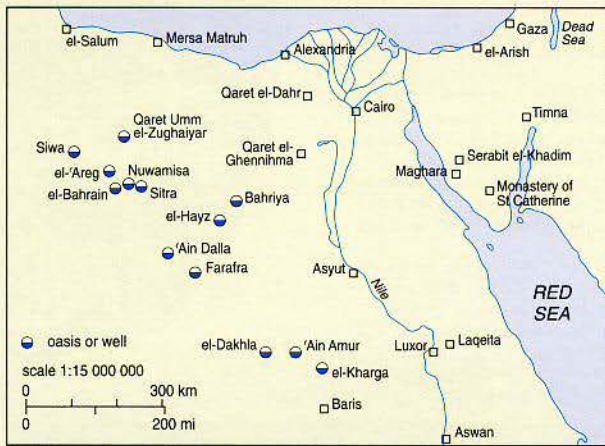 el-Salum
Mersa Matruh
Alexandria
Gaza
Dead
Sea
el-Arish
Qaret el-Dahr
Cairo
Timna
Qaret Umm
el-Zughaiyar
Siwa
Qaret el-
Ghennihma
Serabit el-Khadim
Maghara
el-'Areg
Nuwamisa
el-Bahrain
Sitra
Monastery of
St Catherine
Bahriya
el-Hayz
'Ain Dalla
Farafra
Asyut
Nile
RED
SEA
oasis or well
el-Dakhla
'Ain Amur
Luxor
Laqeita
scale 1:15 000 000
el-Kharga
0 300 km
0 200 mi
Baris
Aswan